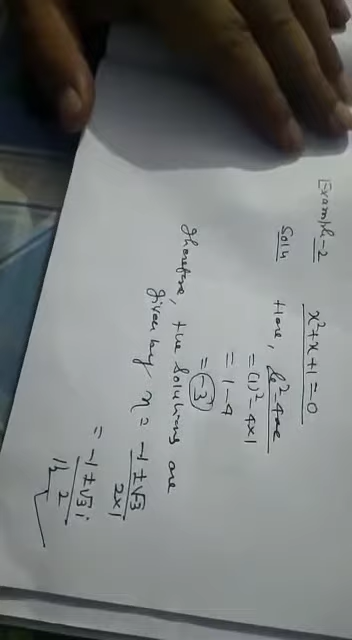 Example-2 x²+x+1=0
Solu Here, b²-4ac
= (1)²-4×1
= 1-4
= -3
Therefore, the solutions are
given by x = (-1±√3)/(2×1)
= (-1±√3 i)/2